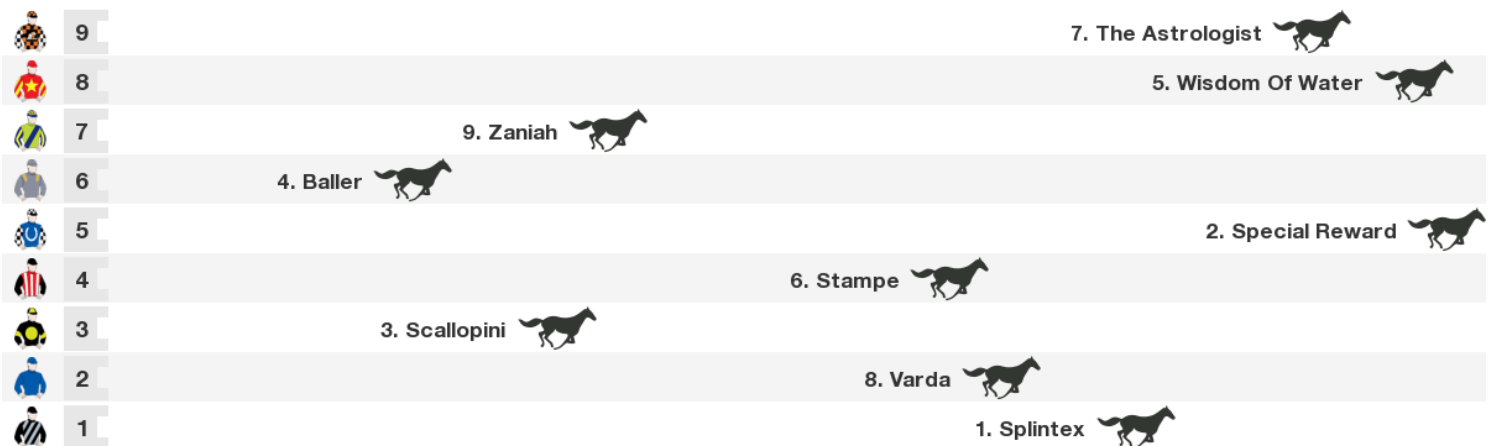 9 7. The Astrologist
8 5. Wisdom Of Water
7 9. Zaniah
6 4. Baller
5 2. Special Reward
4 6. Stampe
3 3. Scallopini
2 8. Varda
1 1. Splintex